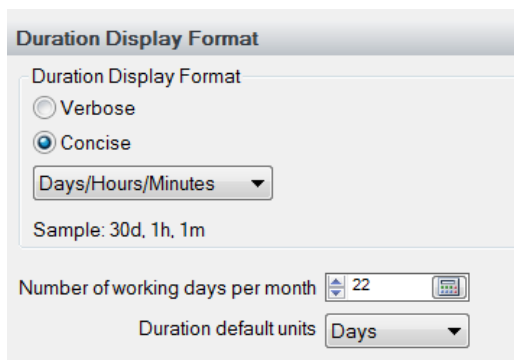 Duration Display Format
Duration Display Format
Verbose
Concise
Days/Hours/Minutes
Sample: 30d, 1h, 1m
Number of working days per month 22
Duration default units Days